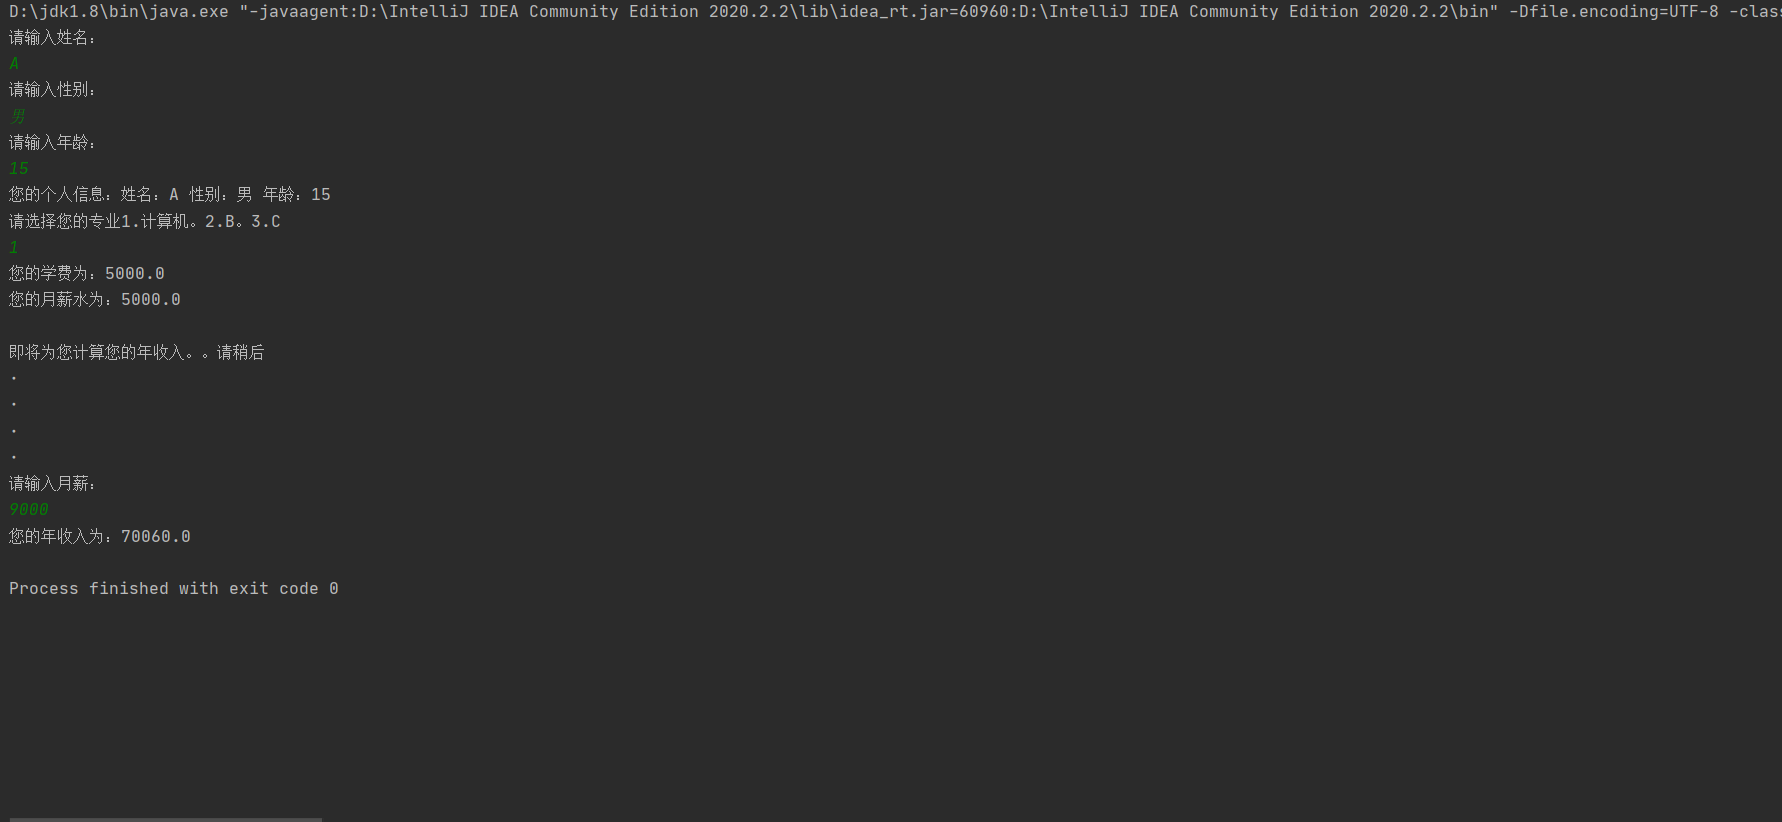 D:\jdk1.8\bin\java.exe "-javaagent:D:\IntelliJ IDEA Community Edition 2020.2.2\lib\idea_rt.jar=60960:D:\IntelliJ IDEA Community Edition 2020.2.2\bin" -Dfile.encoding=UTF-8 -clas
请输入姓名：
A
请输入性别：
男
请输入年龄：
15
您的个人信息：姓名：A 性别：男 年龄：15
请选择您的专业1.计算机。2.B。3.C
1
您的学费为：5000.0
您的月薪水为：5000.0
即将为您计算您的年收入。。请稍后
.
.
.
.
请输入月薪：
9000
您的年收入为：70060.0
Process finished with exit code 0